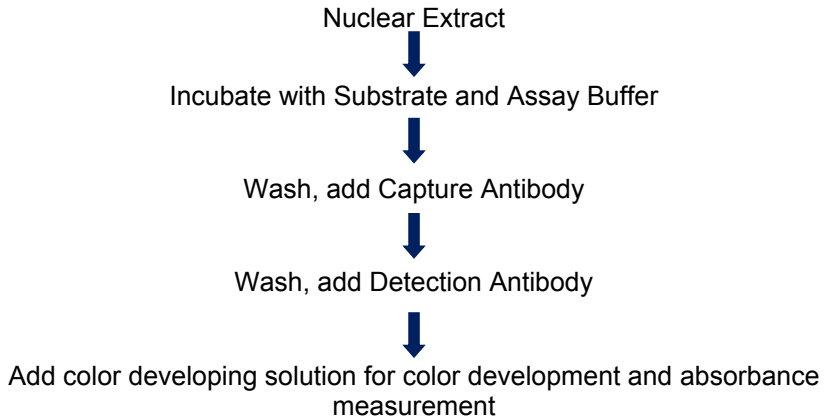 Nuclear Extract
Incubate with Substrate and Assay Buffer
Wash, add Capture Antibody
Wash, add Detection Antibody
Add color developing solution for color development and absorbance
measurement